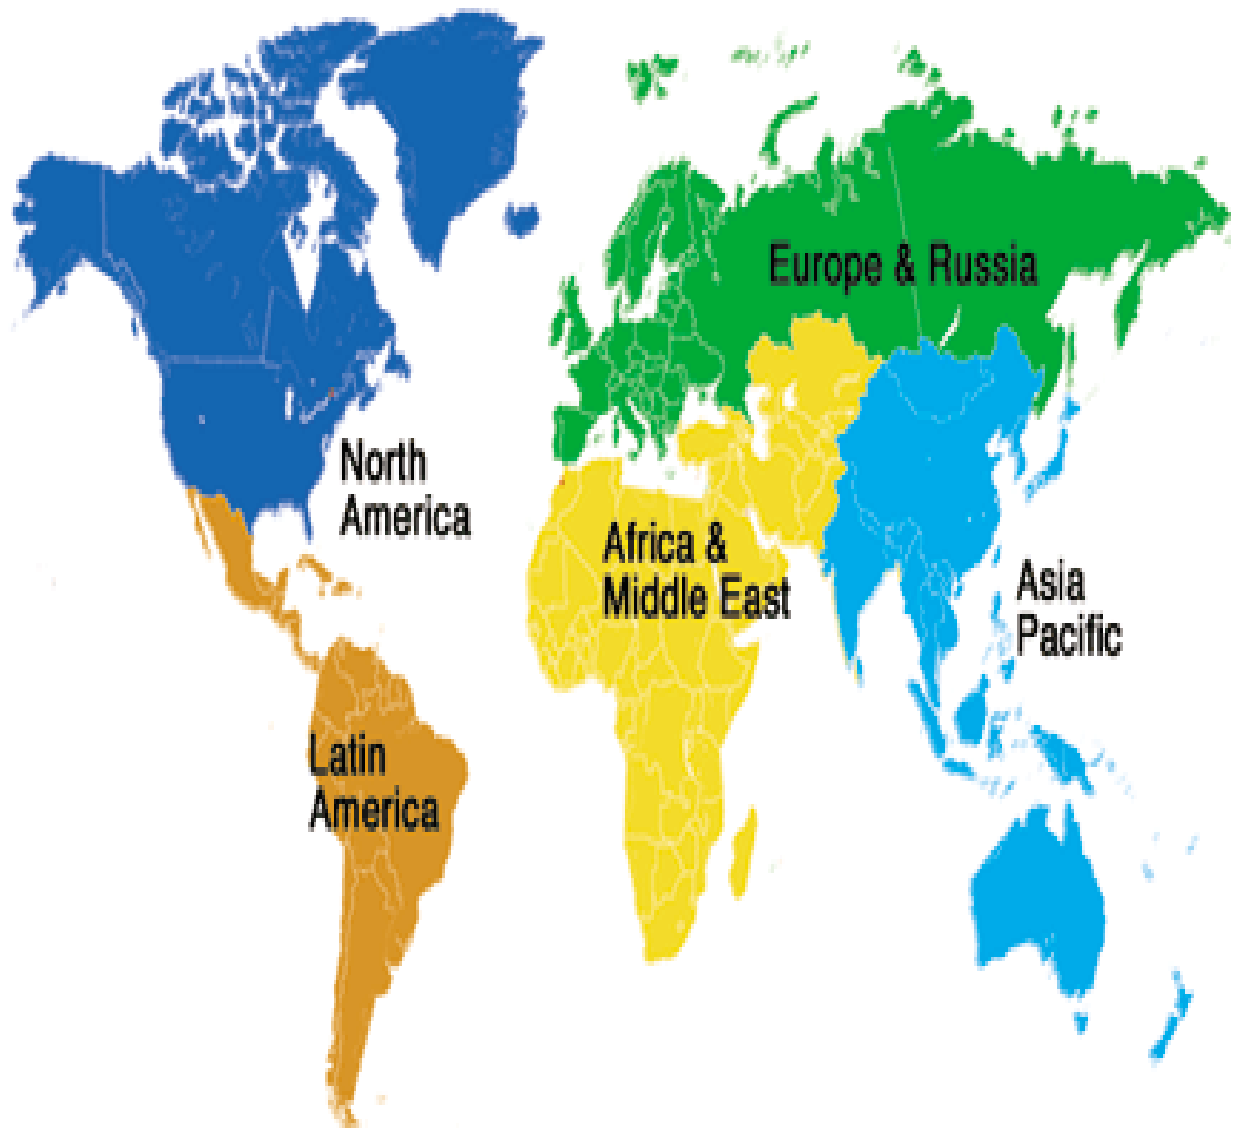 Europe & Russia
North
America
Africa &
Middle East
Asia
Pacific
Latin
America